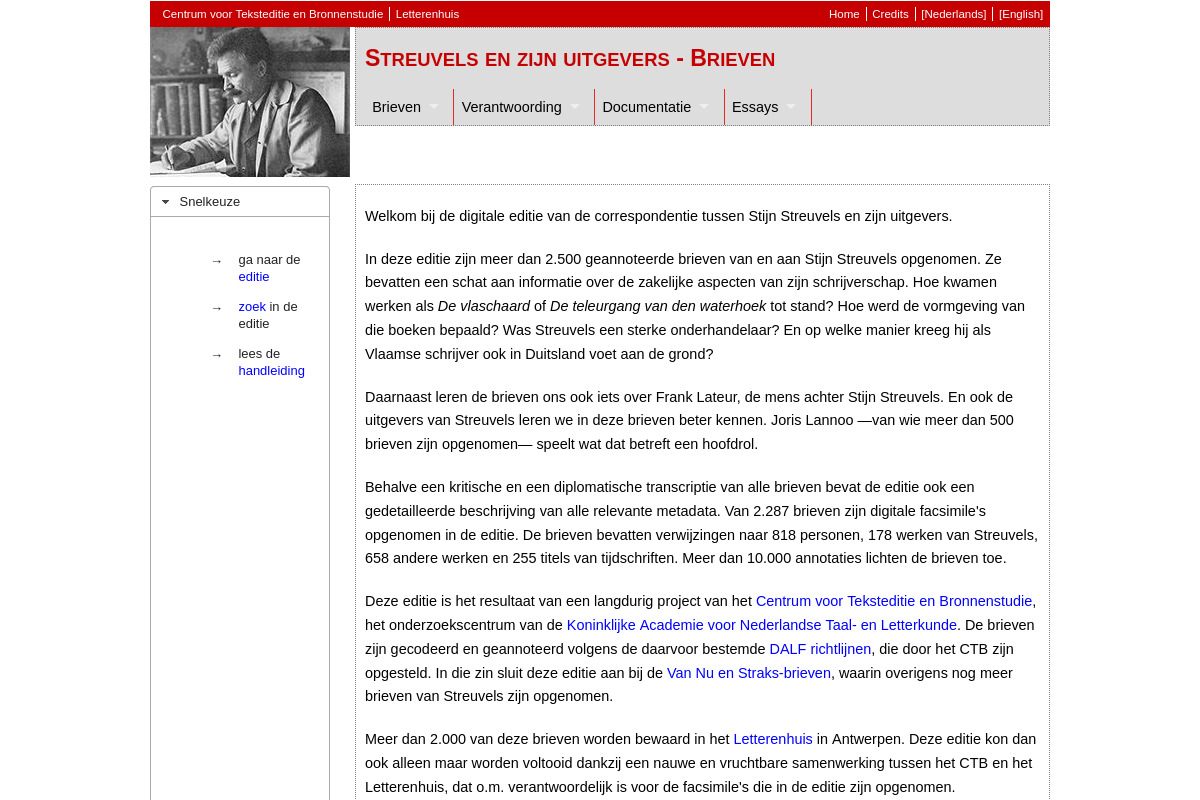 Centrum voor Teksteditie en Bronnenstudie | Letterenhuis
Home | Credits | [Nederlands] | [English]
Streuvels en zijn uitgevers - Brieven
Brieven
Verantwoording
Documentatie
Essays
Snelkeuze
→ ga naar de
editie
→ zoek in de
editie
→ lees de
handleiding
Welkom bij de digitale editie van de correspondentie tussen Stijn Streuvels en zijn uitgevers.
In deze editie zijn meer dan 2.500 geannoteerde brieven van en aan Stijn Streuvels opgenomen. Ze
bevatten een schat aan informatie over de zakelijke aspecten van zijn schrijverschap. Hoe kwamen
werken als De vlaschaard of De teleurgang van den waterhoek tot stand? Hoe werd de vormgeving van
die boeken bepaald? Was Streuvels een sterke onderhandelaar? En op welke manier kreeg hij als
Vlaamse schrijver ook in Duitsland voet aan de grond?
Daarnaast leren de brieven ons ook iets over Frank Lateur, de mens achter Stijn Streuvels. En ook de
uitgevers van Streuvels leren we in deze brieven beter kennen. Joris Lannoo —van wie meer dan 500
brieven zijn opgenomen— speelt wat dat betreft een hoofdrol.
Behalve een kritische en een diplomatische transcriptie van alle brieven bevat de editie ook een
gedetailleerde beschrijving van alle relevante metadata. Van 2.287 brieven zijn digitale facsimile's
opgenomen in de editie. De brieven bevatten verwijzingen naar 818 personen, 178 werken van Streuvels,
658 andere werken en 255 titels van tijdschriften. Meer dan 10.000 annotaties lichten de brieven toe.
Deze editie is het resultaat van een langdurig project van het Centrum voor Teksteditie en Bronnenstudie,
het onderzoekscentrum van de Koninklijke Academie voor Nederlandse Taal- en Letterkunde. De brieven
zijn gecodeerd en geannoteerd volgens de daarvoor bestemde DALF richtlijnen, die door het CTB zijn
opgesteld. In die zin sluit deze editie aan bij de Van Nu en Straks-brieven, waarin overigens nog meer
brieven van Streuvels zijn opgenomen.
Meer dan 2.000 van deze brieven worden bewaard in het Letterenhuis in Antwerpen. Deze editie kon dan
ook alleen maar worden voltooid dankzij een nauwe en vruchtbare samenwerking tussen het CTB en het
Letterenhuis, dat o.m. verantwoordelijk is voor de facsimile's die in de editie zijn opgenomen.